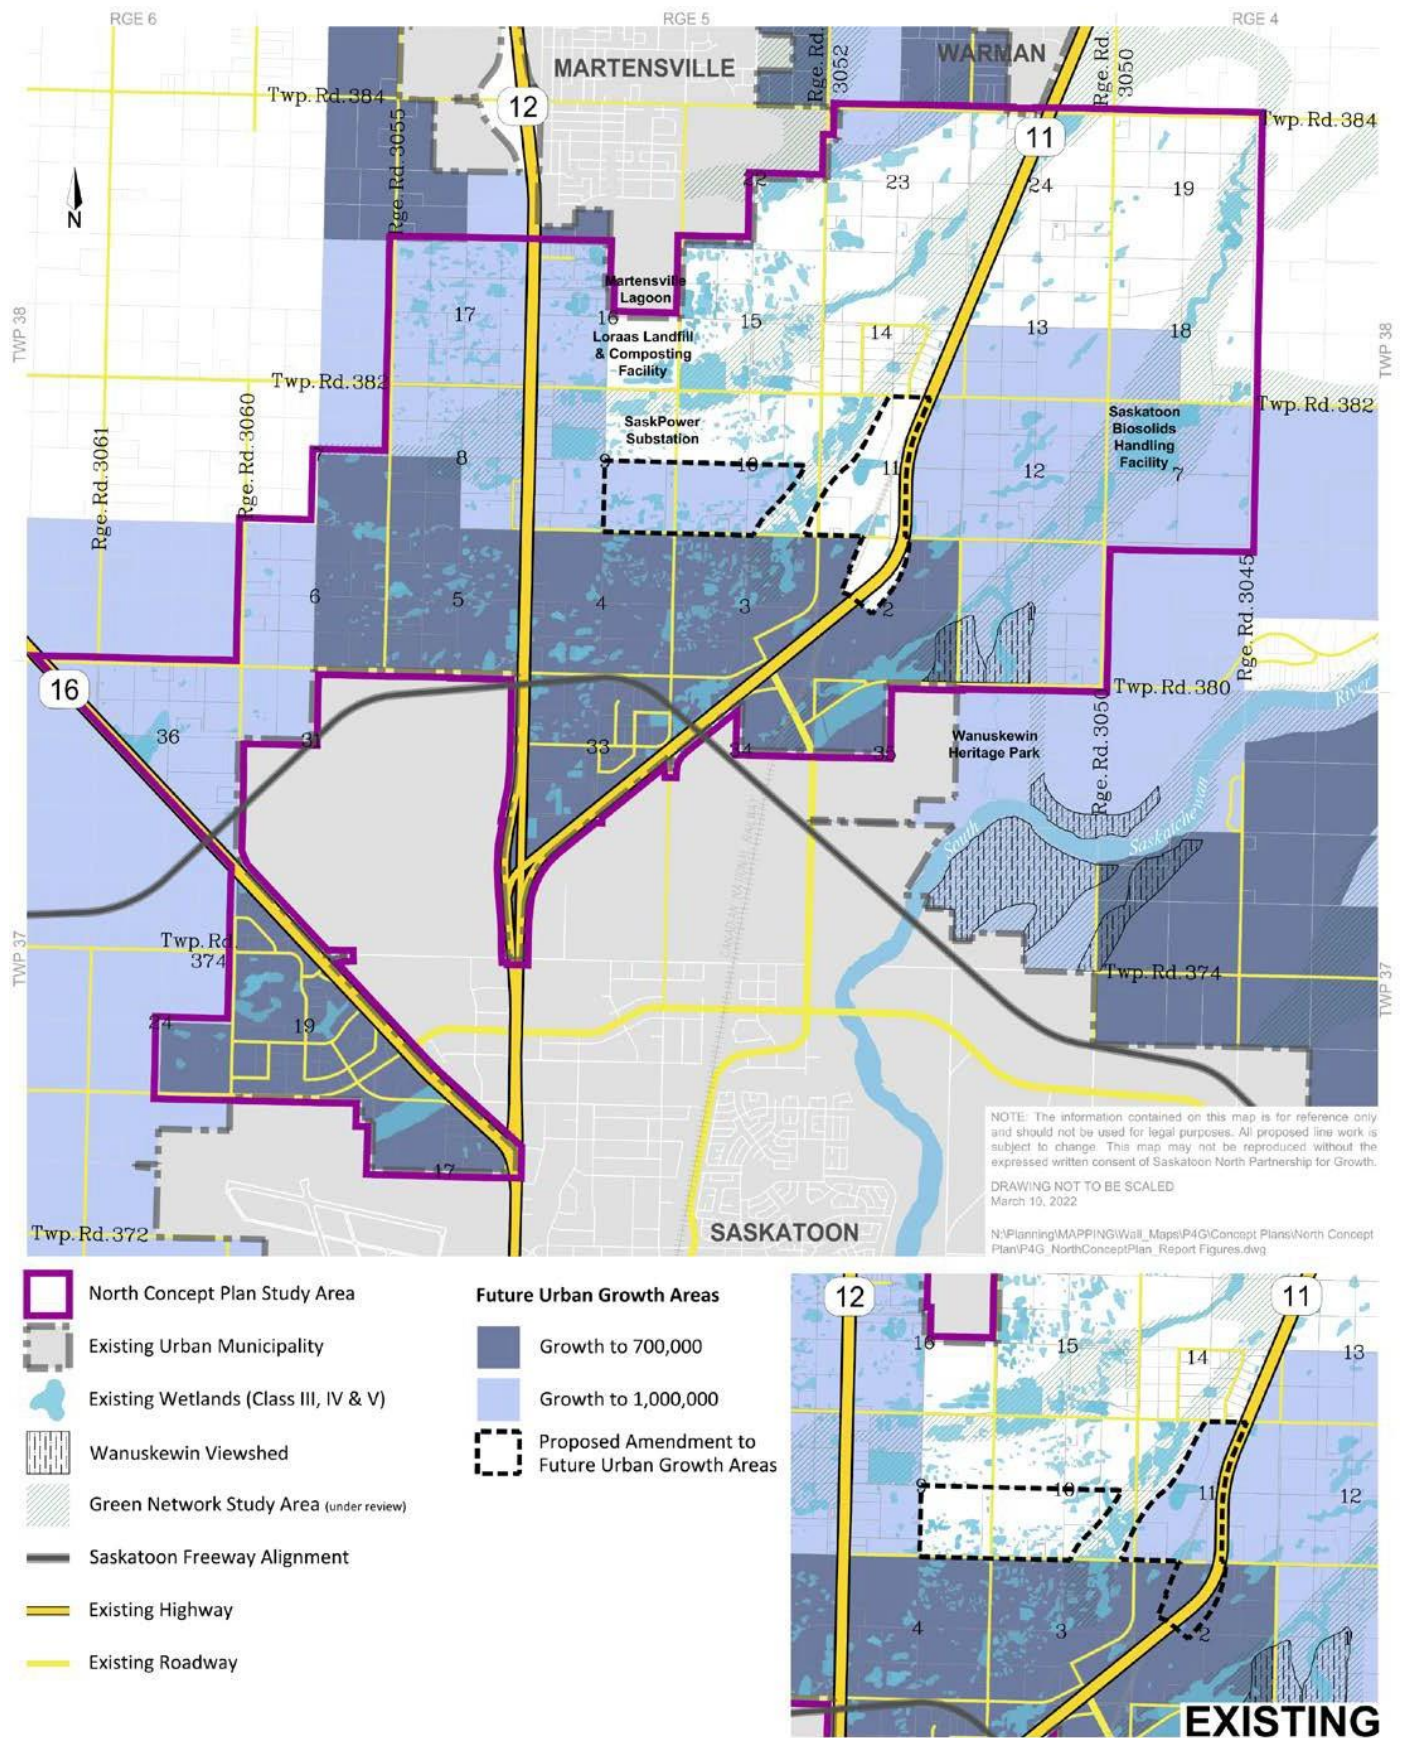 RGE 6
RGE 5
RGE 4
MARTENSVILLE
WARMAN
Rge. Rd. 3052
Rge. Rd. 3050
Twp. Rd. 384
12
11
Twp. Rd. 384
Rge. Rd. 3055
N
22
23
24
19
Martensville
Lagoon
17
16
15
14
13
18
TWP 38
TWP 38
Loraas Landfill
& Composting
Facility
Twp. Rd. 382
Twp. Rd. 382
Rge. Rd. 3061
Rge. Rd. 3060
SaskPower
Substation
Saskatoon
Biosolids
Handling
Facility
7
8
9
10
11
12
7
6
5
4
3
2
1
Rge. Rd. 3045
16
Twp. Rd. 380
River
36
31
33
34
35
Wanuskewin
Heritage Park
Rge. Rd. 3050
South
Saskatchewan
CANADIAN NATIONAL RAILWAY
Twp. Rd.
374
Twp. Rd. 374
TWP 37
TWP 37
24
19
17
Twp. Rd. 372
SASKATOON
NOTE: The information contained on this map is for reference only
and should not be used for legal purposes. All proposed line work is
subject to change. This map may not be reproduced without the
expressed written consent of Saskatoon North Partnership for Growth.
DRAWING NOT TO BE SCALED
March 10, 2022
N:\Planning\MAPPING\Wall_Maps\P4G\Concept Plans\North Concept
Plan\P4G_NorthConceptPlan_Report Figures.dwg
North Concept Plan Study Area
Existing Urban Municipality
Existing Wetlands (Class III, IV & V)
Wanuskewin Viewshed
Green Network Study Area (under review)
Saskatoon Freeway Alignment
Existing Highway
Existing Roadway
Future Urban Growth Areas
Growth to 700,000
Growth to 1,000,000
Proposed Amendment to
Future Urban Growth Areas
12
11
16
15
14
13
9
10
11
12
4
3
2
1
EXISTING